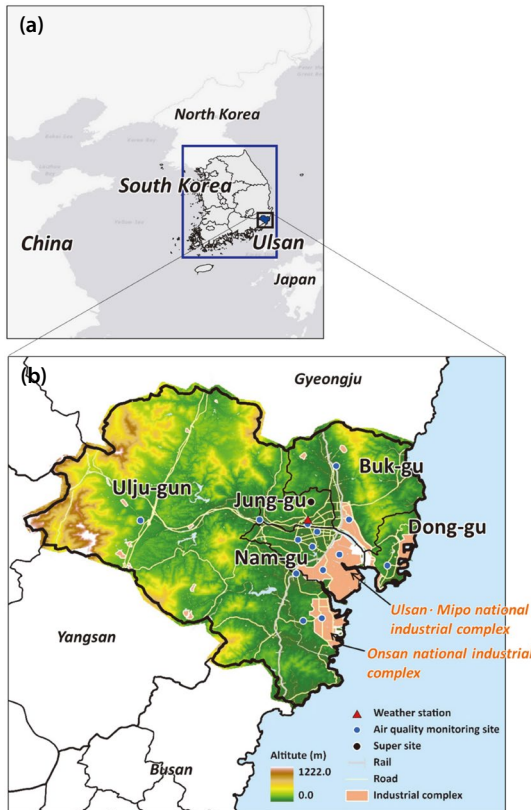 (a)
North Korea
South Korea
China
Ulsan
Japan
(b)
Gyeongju
Buk-gu
Ulju-gun
Jung-gu
Dong-gu
Nam-gu
Ulsan· Mipo national
industrial complex
Yangsan
Onsan national industrial
complex
Weather station
Air quality monitoring site
Altitute (m)
Super site
1222.0
Rail
Busan
Road
0.0
Industrial complex